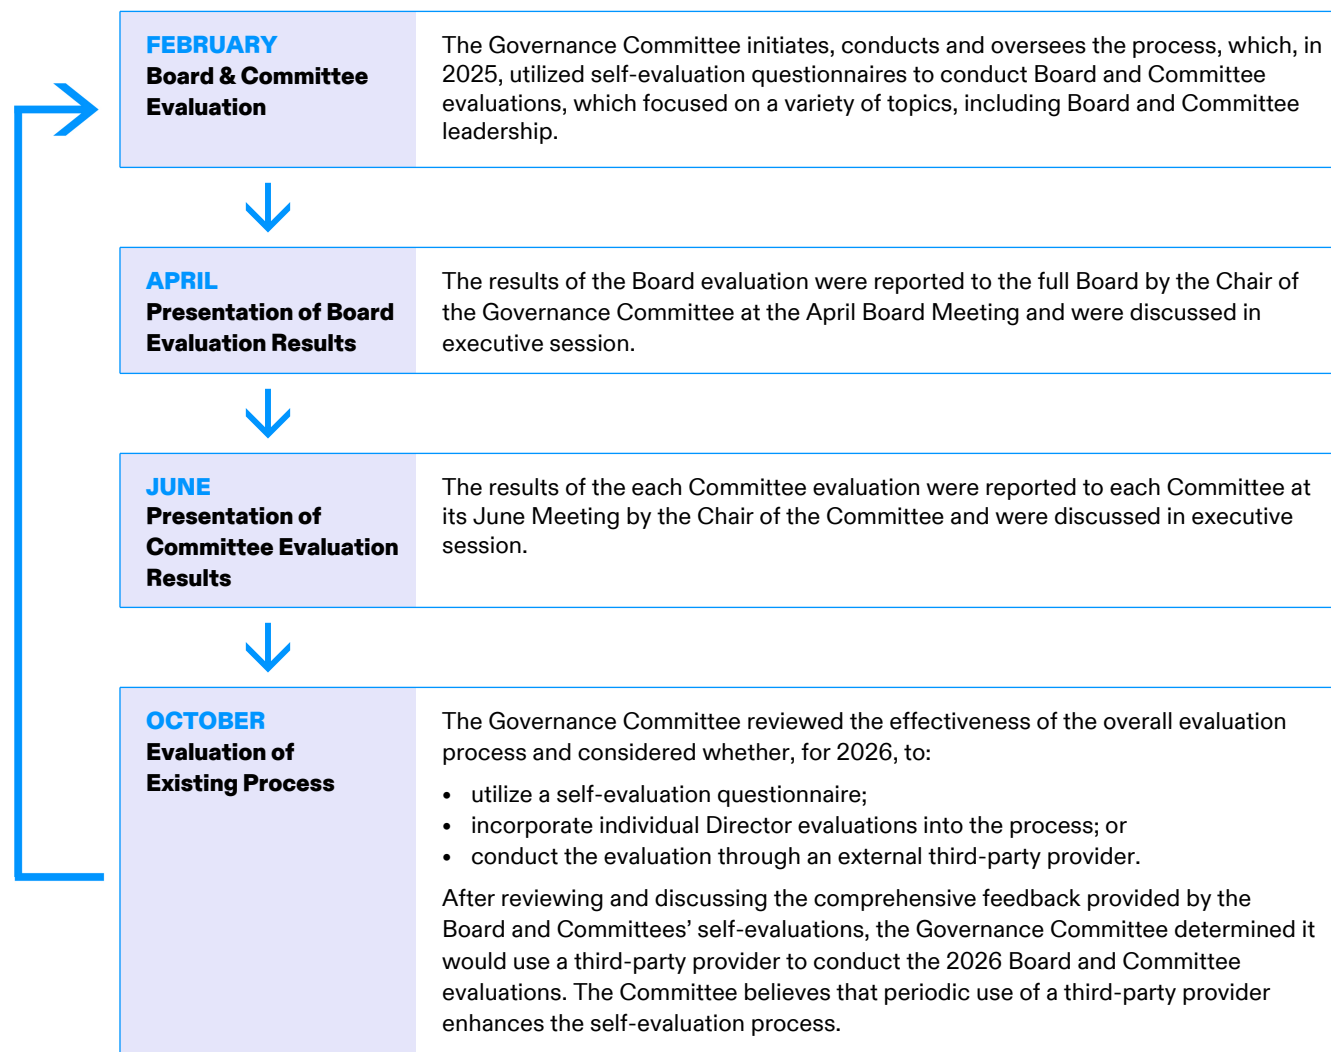 FEBRUARY
Board & Committee
Evaluation
The Governance Committee initiates, conducts and oversees the process, which, in
2025, utilized self-evaluation questionnaires to conduct Board and Committee
evaluations, which focused on a variety of topics, including Board and Committee
leadership.
APRIL
Presentation of Board
Evaluation Results
The results of the Board evaluation were reported to the full Board by the Chair of
the Governance Committee at the April Board Meeting and were discussed in
executive session.
JUNE
Presentation of
Committee Evaluation
Results
The results of the each Committee evaluation were reported to each Committee at
its June Meeting by the Chair of the Committee and were discussed in executive
session.
OCTOBER
Evaluation of
Existing Process
The Governance Committee reviewed the effectiveness of the overall evaluation
process and considered whether, for 2026, to:
• utilize a self-evaluation questionnaire;
• incorporate individual Director evaluations into the process; or
• conduct the evaluation through an external third-party provider.
After reviewing and discussing the comprehensive feedback provided by the
Board and Committees’ self-evaluations, the Governance Committee determined it
would use a third-party provider to conduct the 2026 Board and Committee
evaluations. The Committee believes that periodic use of a third-party provider
enhances the self-evaluation process.